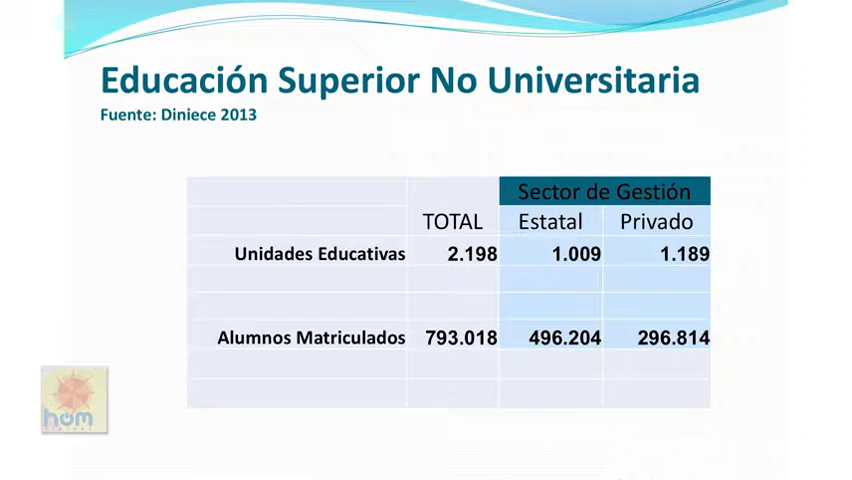 Educación Superior No Universitaria
Fuente: Diniece 2013
Sector de Gestión
TOTAL Estatal Privado
Unidades Educativas 2.198 1.009 1.189
Alumnos Matriculados 793.018 496.204 296.814
hom